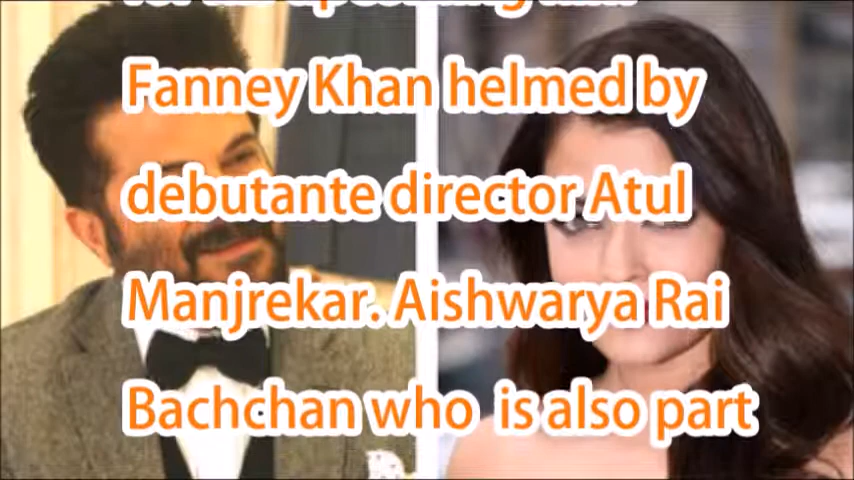 Fanney Khan helmed by
debutante director Atul
Manjrekar. Aishwarya Rai
Bachchan who is also part